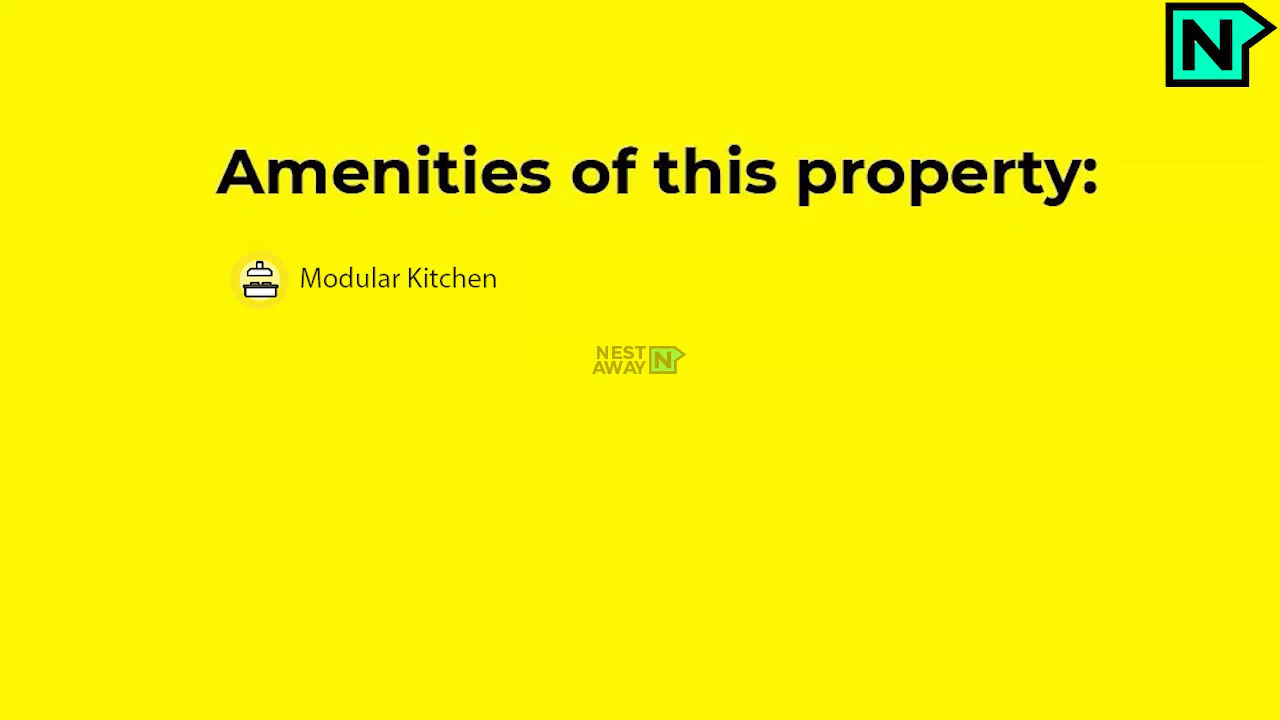 N
Amenities of this property:
Modular Kitchen
NEST
AWAY N